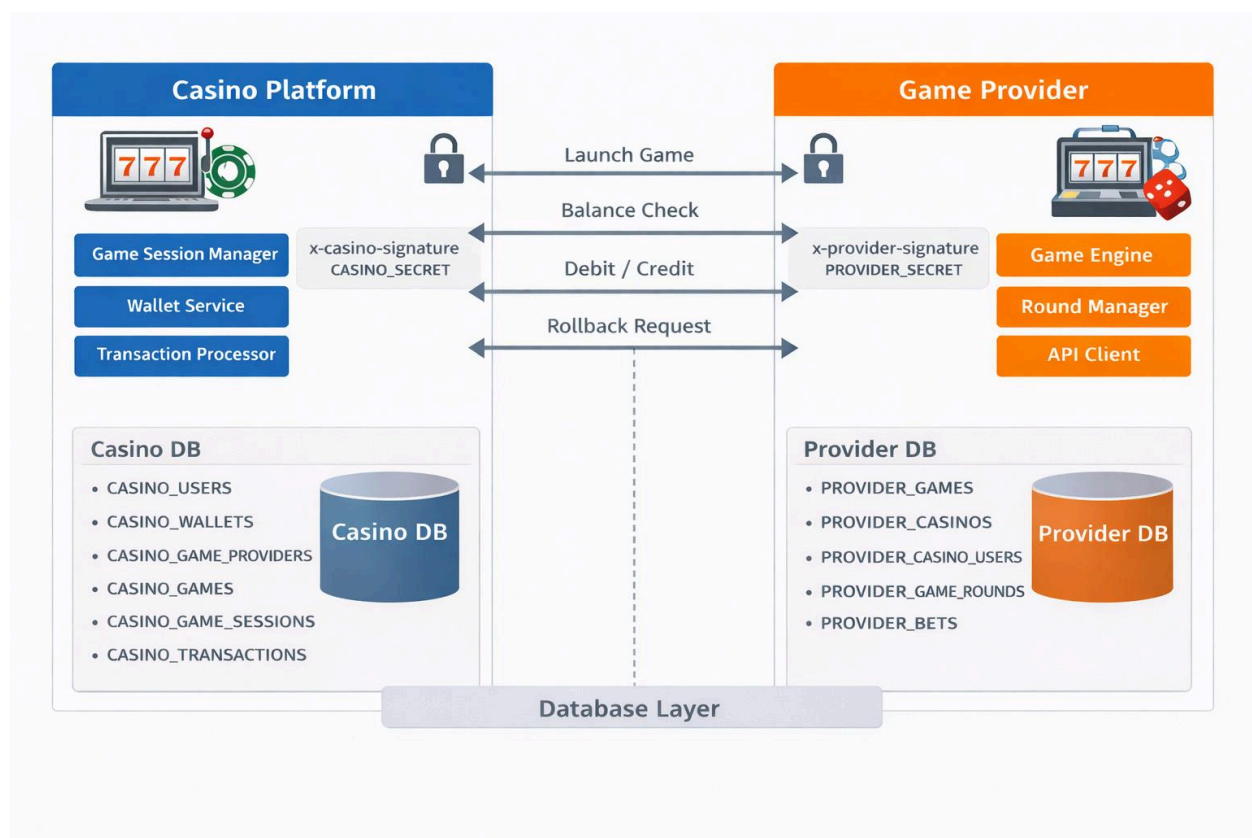 Casino Platform
Game Provider
777
777
Launch Game
Balance Check
Debit / Credit
Rollback Request
x-casino-signature
CASINO_SECRET
x-provider-signature
PROVIDER_SECRET
Game Session Manager
Wallet Service
Transaction Processor
Game Engine
Round Manager
API Client
Casino DB
• CASINO_USERS
• CASINO_WALLETS
• CASINO_GAME_PROVIDERS
• CASINO_GAMES
• CASINO_GAME_SESSIONS
• CASINO_TRANSACTIONS
Casino DB
Provider DB
• PROVIDER_GAMES
• PROVIDER_CASINOS
• PROVIDER_CASINO_USERS
• PROVIDER_GAME_ROUNDS
• PROVIDER_BETS
Provider DB
Database Layer